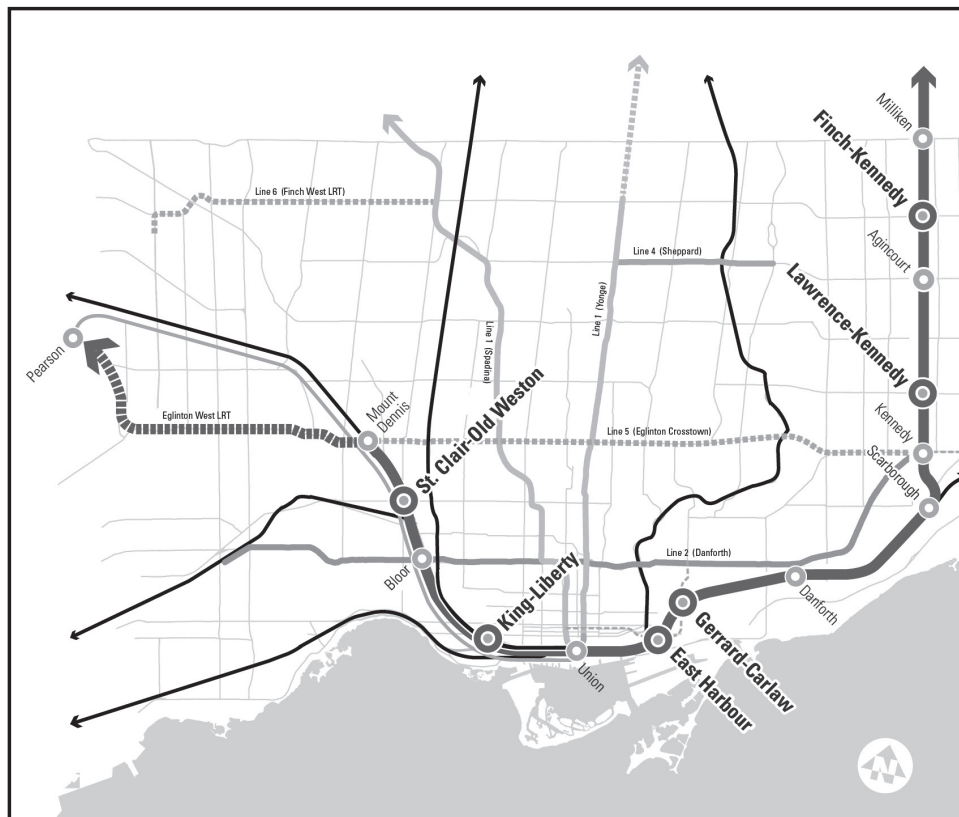 Milliken
Finch-Kennedy
Line 6 (Finch West LRT)
Agincourt
Line 4 (Sheppard)
Lawrence-Kennedy
Line 1 (Yonge)
Line 1 (Spadina)
Pearson
Eglinton West LRT
Mount
Dennis
St. Clair-Old Weston
Line 5 (Eglinton Crosstown)
Kennedy
Scarborough
Line 2 (Danforth)
Bloor
King-Liberty
Danforth
Gerrard-Carlaw
East Harbour
Union
N